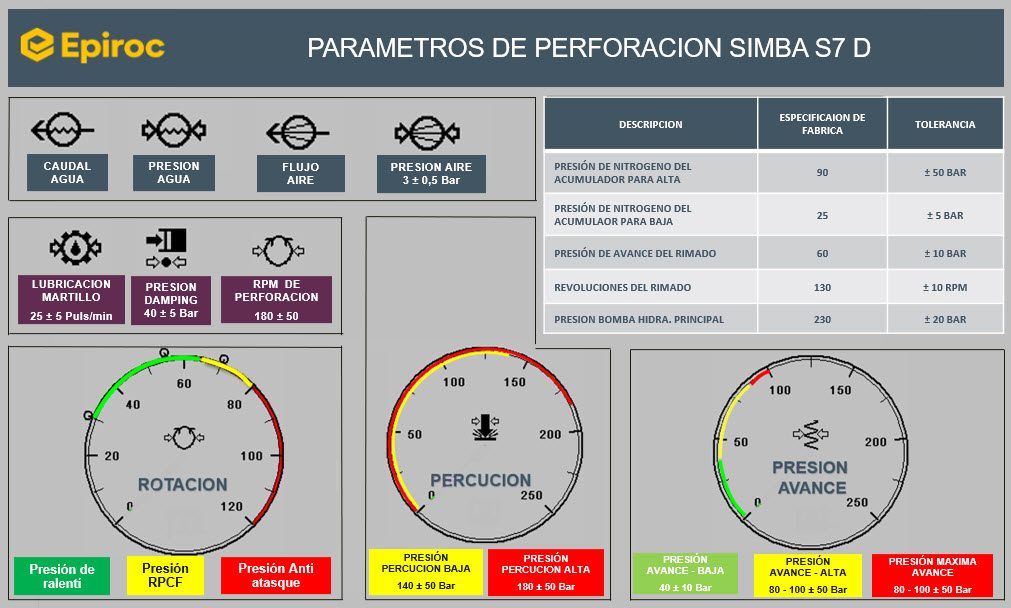 Epiroc
PARAMETROS DE PERFORACION SIMBA S7 D
CAUDAL
AGUA
PRESION
AGUA
FLUJO
AIRE
PRESION AIRE
3 ± 0,5 Bar
DESCRIPCION
ESPECIFICAION DE
FABRICA
TOLERANCIA
PRESIÓN DE NITROGENO DEL
ACUMULADOR PARA ALTA
90
± 50 BAR
PRESIÓN DE NITROGENO DEL
ACUMULAOR PARA BAJA
25
± 5 BAR
PRESIÓN DE AVANCE DEL RIMADO
60
± 10 BAR
REVOLUCIONES DEL RIMADO
130
± 10 RPM
PRESION BOMBA HIDRA. PRINCIPAL
230
± 20 BAR
LUBRICACION
MARTILLO
25 ± 5 Puls/min
PRESION
DAMPING
40 ± 5 Bar
RPM DE
PERFORACION
180 ± 50
0
20
40
60
80
100
120
ROTACION
Presión de
ralentí
Presión
RPCF
Presión Anti
atasque
0
50
100
150
200
250
PERCUCION
PRESIÓN
PERCUCION BAJA
140 ± 50 Bar
PRESIÓN
PERCUCION ALTA
180 ± 50 Bar
0
50
100
150
200
250
PRESION
AVANCE
PRESIÓN
AVANCE - BAJA
40 ± 10 Bar
PRESIÓN
AVANCE - ALTA
80 - 100 ± 50 Bar
PRESIÓN MAXIMA
AVANCE
80 - 100 ± 50 Bar